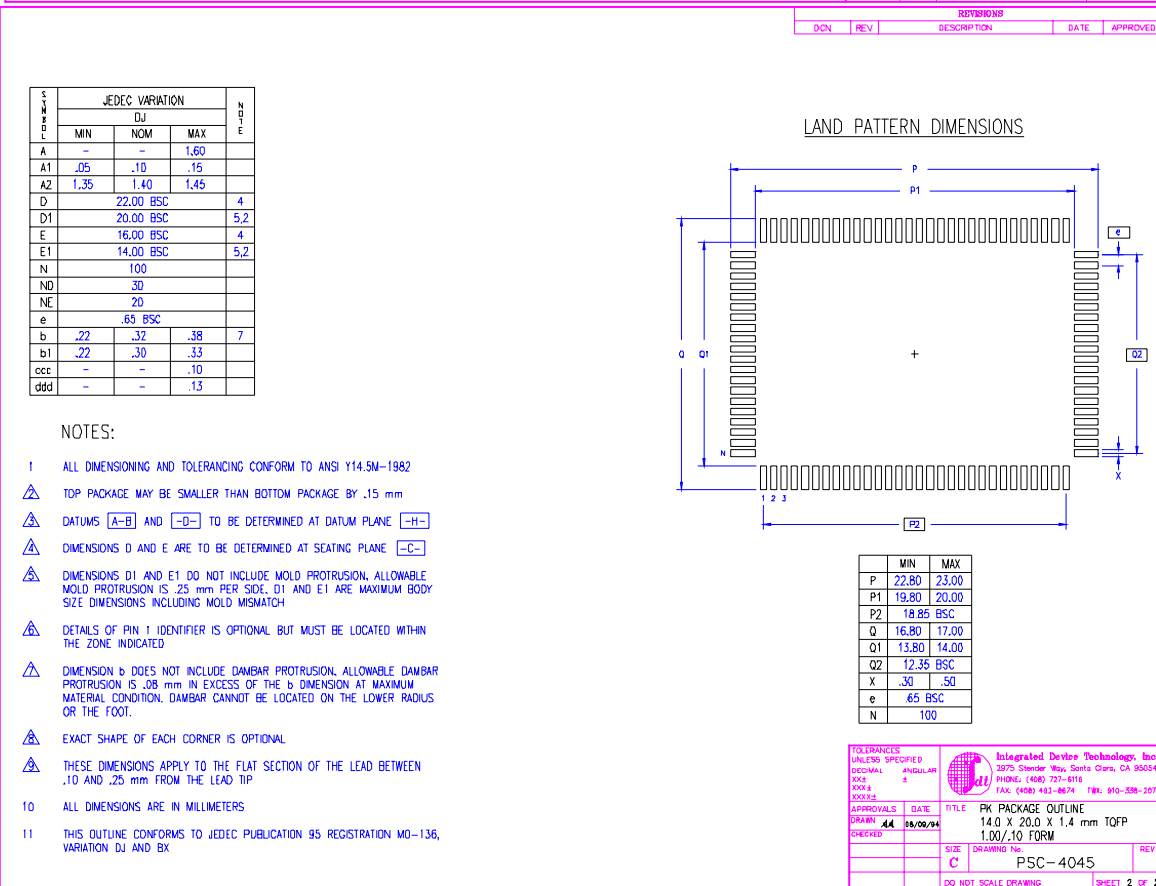 REVISIONS
DCN REV DESCRIPTION DATE APPROVED
SYMBOL JEDEC VARIATION NOTE
DJ
MIN NOM MAX
A - - 1.60
A1 .05 .10 .15
A2 1.35 1.40 1.45
D 22.00 BSC 4
D1 20.00 BSC 5,2
E 16.00 BSC 4
E1 14.00 BSC 5,2
N 100
ND 30
NE 20
e .65 BSC
b .22 .32 .38 7
b1 .22 .30 .33
ccc - - .10
ddd - - .13
NOTES:
1 ALL DIMENSIONING AND TOLERANCING CONFORM TO ANSI Y14.5M-1982
2 TOP PACKAGE MAY BE SMALLER THAN BOTTOM PACKAGE BY .15 mm
3 DATUMS A-B AND -D- TO BE DETERMINED AT DATUM PLANE -H-
4 DIMENSIONS D AND E ARE TO BE DETERMINED AT SEATING PLANE -C-
5 DIMENSIONS D1 AND E1 DO NOT INCLUDE MOLD PROTRUSION. ALLOWABLE
MOLD PROTRUSION IS .25 mm PER SIDE. D1 AND E1 ARE MAXIMUM BODY
SIZE DIMENSIONS INCLUDING MOLD MISMATCH
6 DETAILS OF PIN 1 IDENTIFIER IS OPTIONAL BUT MUST BE LOCATED WITHIN
THE ZONE INDICATED
7 DIMENSION b DOES NOT INCLUDE DAMBAR PROTRUSION. ALLOWABLE DAMBAR
PROTRUSION IS .08 mm IN EXCESS OF THE b DIMENSION AT MAXIMUM
MATERIAL CONDITION. DAMBAR CANNOT BE LOCATED ON THE LOWER RADIUS
OR THE FOOT.
8 EXACT SHAPE OF EACH CORNER IS OPTIONAL
9 THESE DIMENSIONS APPLY TO THE FLAT SECTION OF THE LEAD BETWEEN
.10 AND .25 mm FROM THE LEAD TIP
10 ALL DIMENSIONS ARE IN MILLIMETERS
11 THIS OUTLINE CONFORMS TO JEDEC PUBLICATION 95 REGISTRATION MO-136,
VARIATION DJ AND BX
LAND PATTERN DIMENSIONS
P
P1
e
Q Q1
Q2
N
X
1 2 3
P2
MIN MAX
P 22.80 23.00
P1 19.80 20.00
P2 18.85 BSC
Q 16.80 17.00
Q1 13.80 14.00
Q2 12.35 BSC
X .30 .50
e .65 BSC
N 100
TOLERANCES
UNLESS SPECIFIED
DECIMAL ANGULAR
XX± ±
XXX±
XXXX±
idt
Integrated Device Technology, Inc
2975 Stender Way, Santa Clara, CA 95054
PHONE: (408) 727-6116
FAX: (408) 492-8674 TWX: 910-338-207
APPROVALS DATE
DRAWN 08/09/94
CHECKED
TITLE PK PACKAGE OUTLINE
14.0 X 20.0 X 1.4 mm TQFP
1.00/.10 FORM
SIZE DRAWING No. REV
C PSC-4045
DO NOT SCALE DRAWING SHEET 2 OF